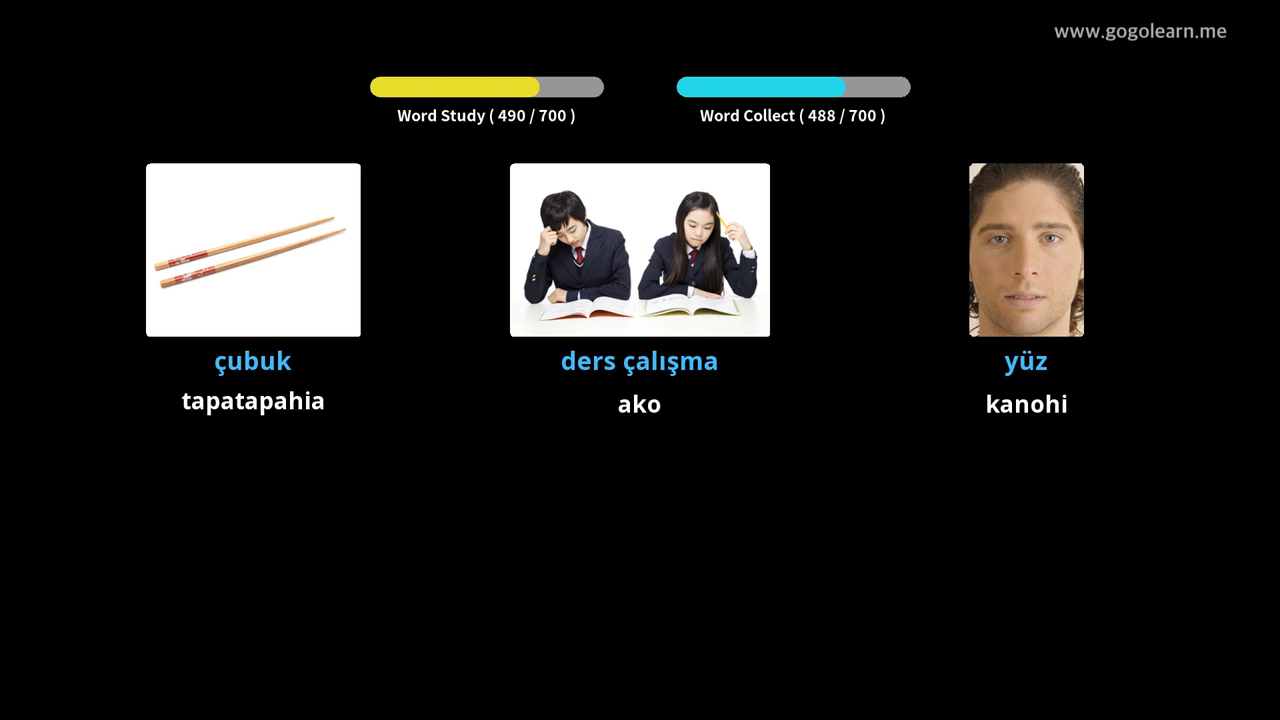 www.gogolearn.me
Word Study ( 490 / 700 )
Word Collect ( 488 / 700 )
çubuk
ders çalışma
yüz
tapatapahia
ako
kanohi